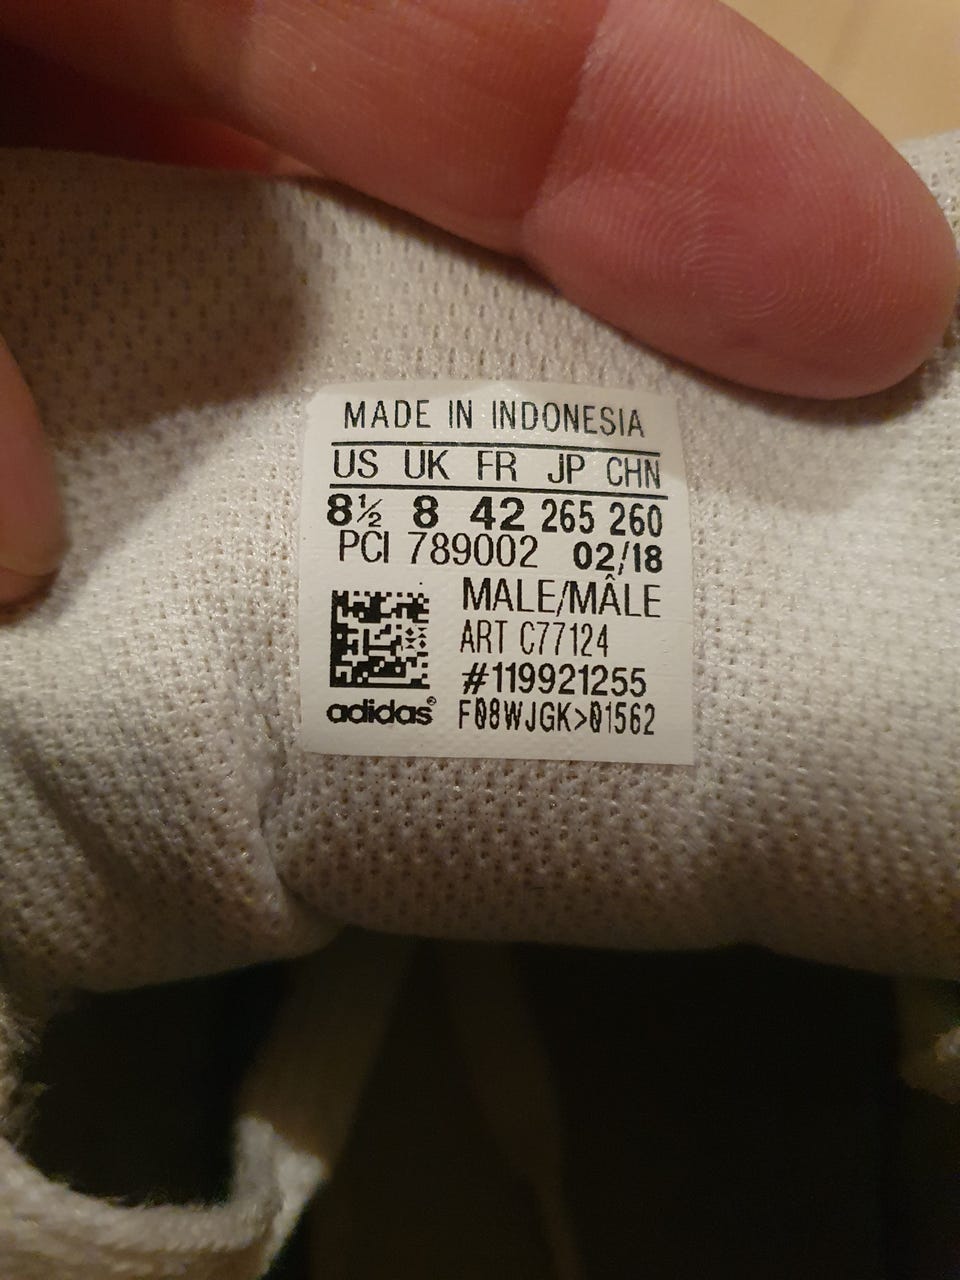 MADE IN INDONESIA
US UK FR JP CHN
8½ 8 42 265 260
PCI 789002 02/18
MALE/MÂLE
ART C77124
#119921255
adidas® F08WJGK>01562